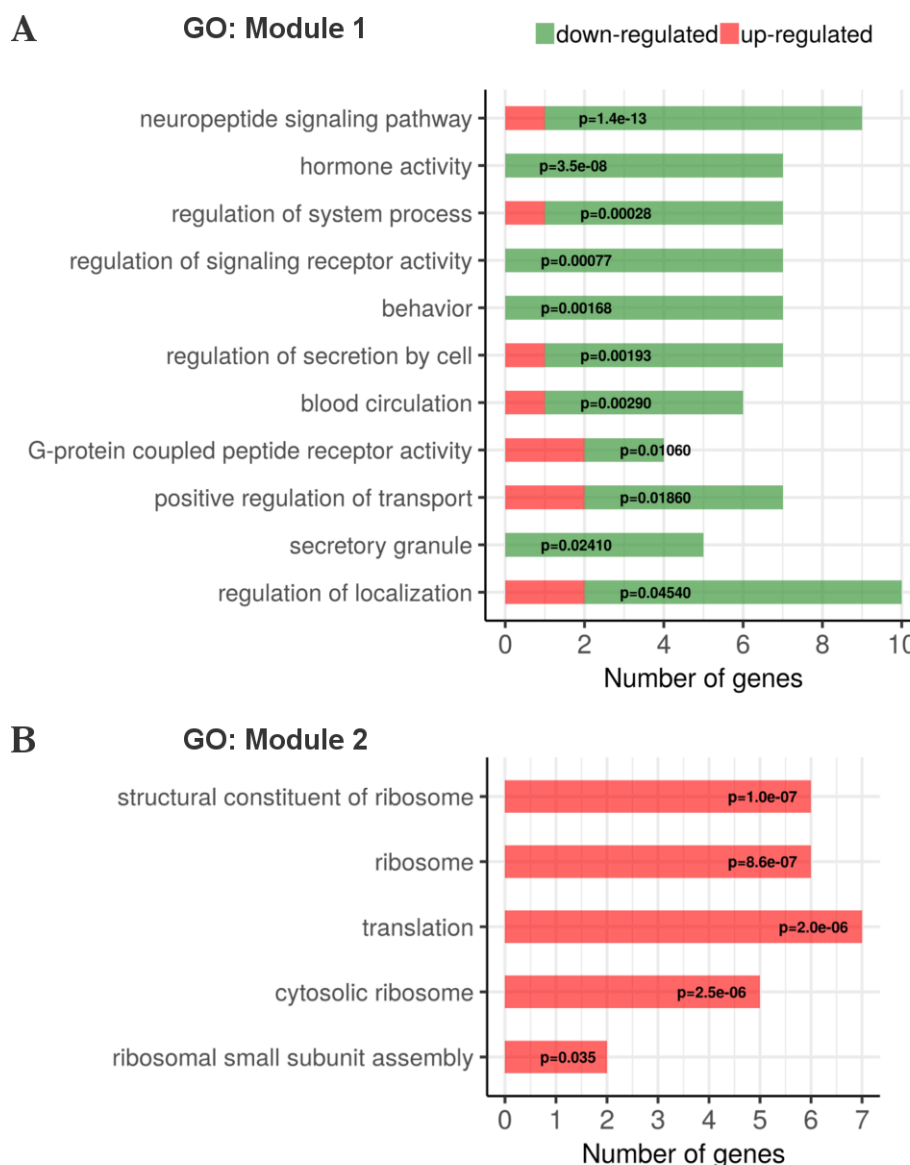 A GO: Module 1
down-regulated up-regulated
neuropeptide signaling pathway p=1.4e-13
hormone activity p=3.5e-08
regulation of system process p=0.00028
regulation of signaling receptor activity p=0.00077
behavior p=0.00168
regulation of secretion by cell p=0.00193
blood circulation p=0.00290
G-protein coupled peptide receptor activity p=0.01060
positive regulation of transport p=0.01860
secretory granule p=0.02410
regulation of localization p=0.04540
0 2 4 6 8 10
Number of genes
B GO: Module 2
structural constituent of ribosome p=1.0e-07
ribosome p=8.6e-07
translation p=2.0e-06
cytosolic ribosome p=2.5e-06
ribosomal small subunit assembly p=0.035
0 1 2 3 4 5 6 7
Number of genes